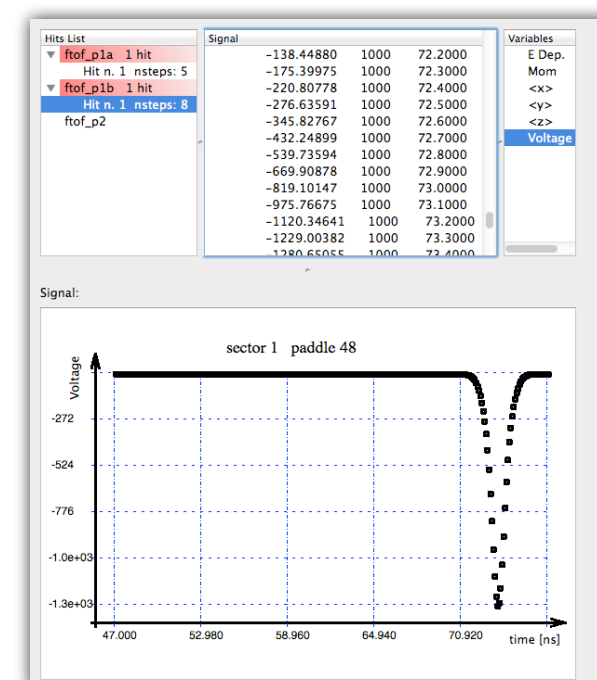 Hits List
ftof_p1a 1 hit
Hit n. 1 nsteps: 5
ftof_p1b 1 hit
Hit n. 1 nsteps: 8
ftof_p2
Signal
-138.44880 1000 72.2000
-175.39975 1000 72.3000
-220.80778 1000 72.4000
-276.63591 1000 72.5000
-345.82767 1000 72.6000
-432.24899 1000 72.7000
-539.73594 1000 72.8000
-669.90878 1000 72.9000
-819.10147 1000 73.0000
-975.76675 1000 73.1000
-1120.34641 1000 73.2000
-1229.00382 1000 73.3000
-1280.65055 1000 73.4000
Variables
E Dep.
Mom
<x>
<y>
<z>
Voltage
Signal:
sector 1 paddle 48
Voltage
-272
-524
-776
-1.0e+03
-1.3e+03
47.000 52.980 58.960 64.940 70.920
time [ns]